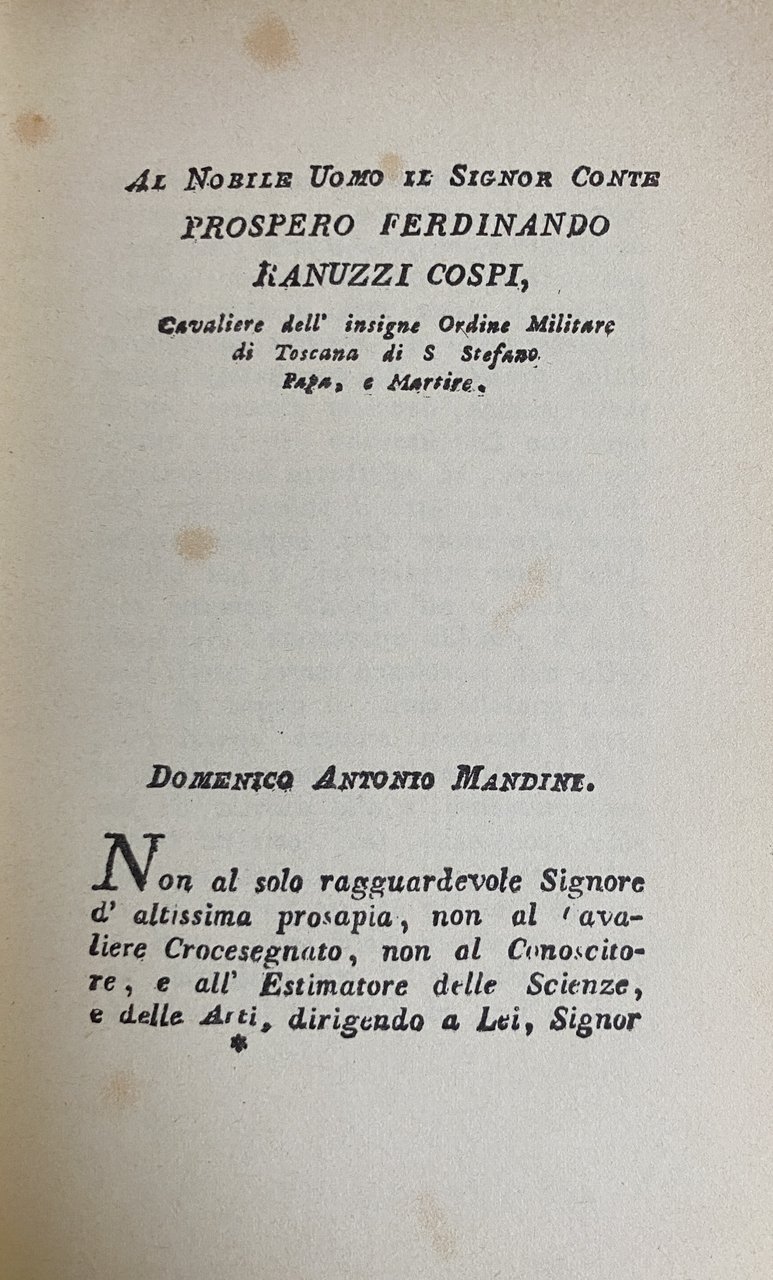 AL NOBILE UOMO IL SIGNOR CONTE
PROSPERO FERDINANDO
RANUZZI COSPI,
Cavaliere dell' insigne Ordine Militare
di Toscana di S Stefano
Papa, e Martire.
DOMENICO ANTONIO MANDINI.
Non al solo ragguardevole Signore
d' altissima prosapia, non al Cava-
liere Crocesegnato, non al Conoscito-
re, e all' Estimatore delle Scienze,
e delle Arti, dirigendo a Lei, Signor
*